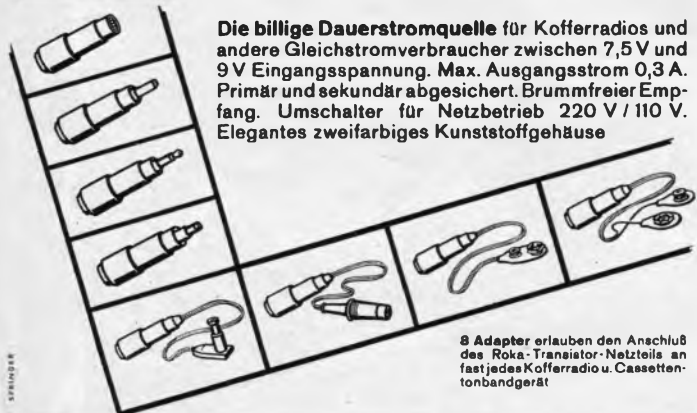 Die billige Dauerstromquelle für Kofferradios und
andere Gleichstromverbraucher zwischen 7,5 V und
9 V Eingangsspannung. Max. Ausgangsstrom 0,3 A.
Primär und sekundär abgesichert. Brummfreier Emp-
fang. Umschalter für Netzbetrieb 220 V / 110 V.
Elegantes zweifarbiges Kunststoffgehäuse
8 Adapter erlauben den Anschluß
des Roka-Transistor-Netzteils an
fast jedes Kofferradio u. Cassetten-
tonbandgerät
SPRINGER